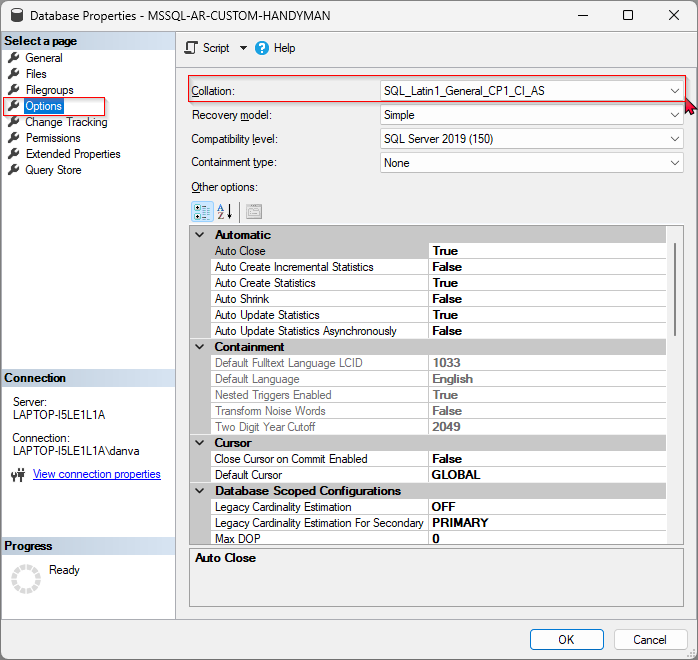 Database Properties - MSSQL-AR-CUSTOM-HANDYMAN
Select a page
General
Files
Filegroups
Options
Change Tracking
Permissions
Extended Properties
Query Store
Connection
Server:
LAPTOP-I5LE1L1A
Connection:
LAPTOP-I5LE1L1A\danva
View connection properties
Progress
Ready
Script Help
Collation: SQL_Latin1_General_CP1_CI_AS
Recovery model: Simple
Compatibility level: SQL Server 2019 (150)
Containment type: None
Other options:
A
Z
Automatic
Auto Close True
Auto Create Incremental Statistics False
Auto Create Statistics True
Auto Shrink False
Auto Update Statistics True
Auto Update Statistics Asynchronously False
Containment
Default Fulltext Language LCID 1033
Default Language English
Nested Triggers Enabled True
Transform Noise Words False
Two Digit Year Cutoff 2049
Cursor
Close Cursor on Commit Enabled False
Default Cursor GLOBAL
Database Scoped Configurations
Legacy Cardinality Estimation OFF
Legacy Cardinality Estimation For Secondary PRIMARY
Max DOP 0
Auto Close
OK Cancel